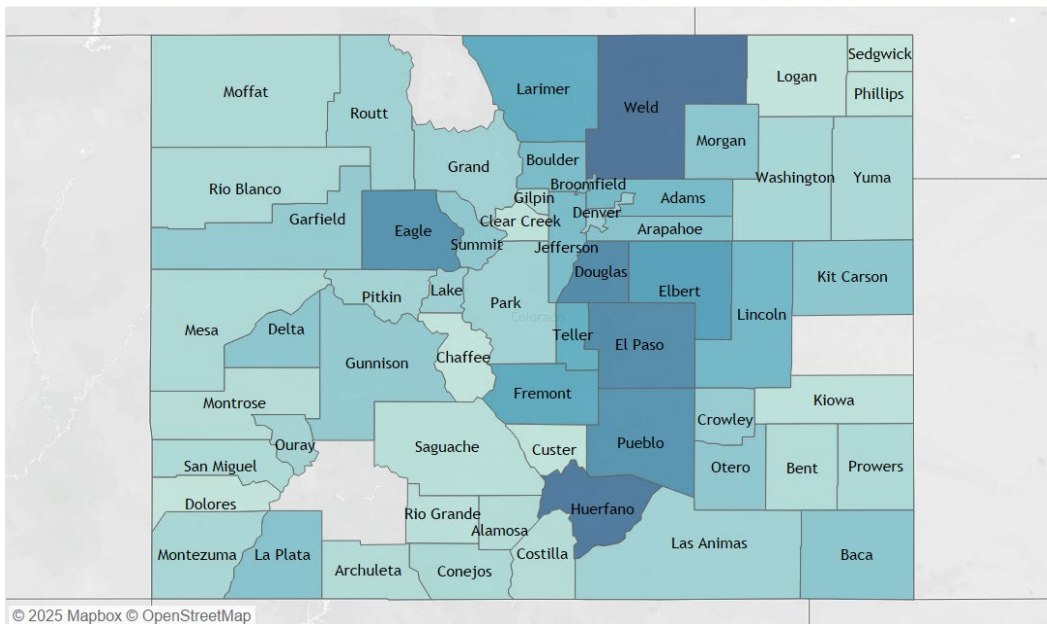 Sedgwick
Logan
Larimer
Moffat
Phillips
Weld
Routt
Morgan
Boulder
Grand
Washington
Yuma
Rio Blanco
Broomfield
Gilpin
Adams
Denver
Garfield
Clear Creek
Eagle
Arapahoe
Summit
Jefferson
Douglas
Kit Carson
Elbert
Lake
Pitkin
Park
Lincoln
Colorado
Mesa
Delta
Teller
El Paso
Chaffee
Gunnison
Fremont
Kiowa
Montrose
Crowley
Pueblo
Ouray
Saguache
Custer
San Miguel
Otero
Bent
Prowers
Dolores
Huerfano
Rio Grande
Alamosa
Las Animas
Montezuma
La Plata
Costilla
Baca
Archuleta
Conejos
© 2025 Mapbox © OpenStreetMap